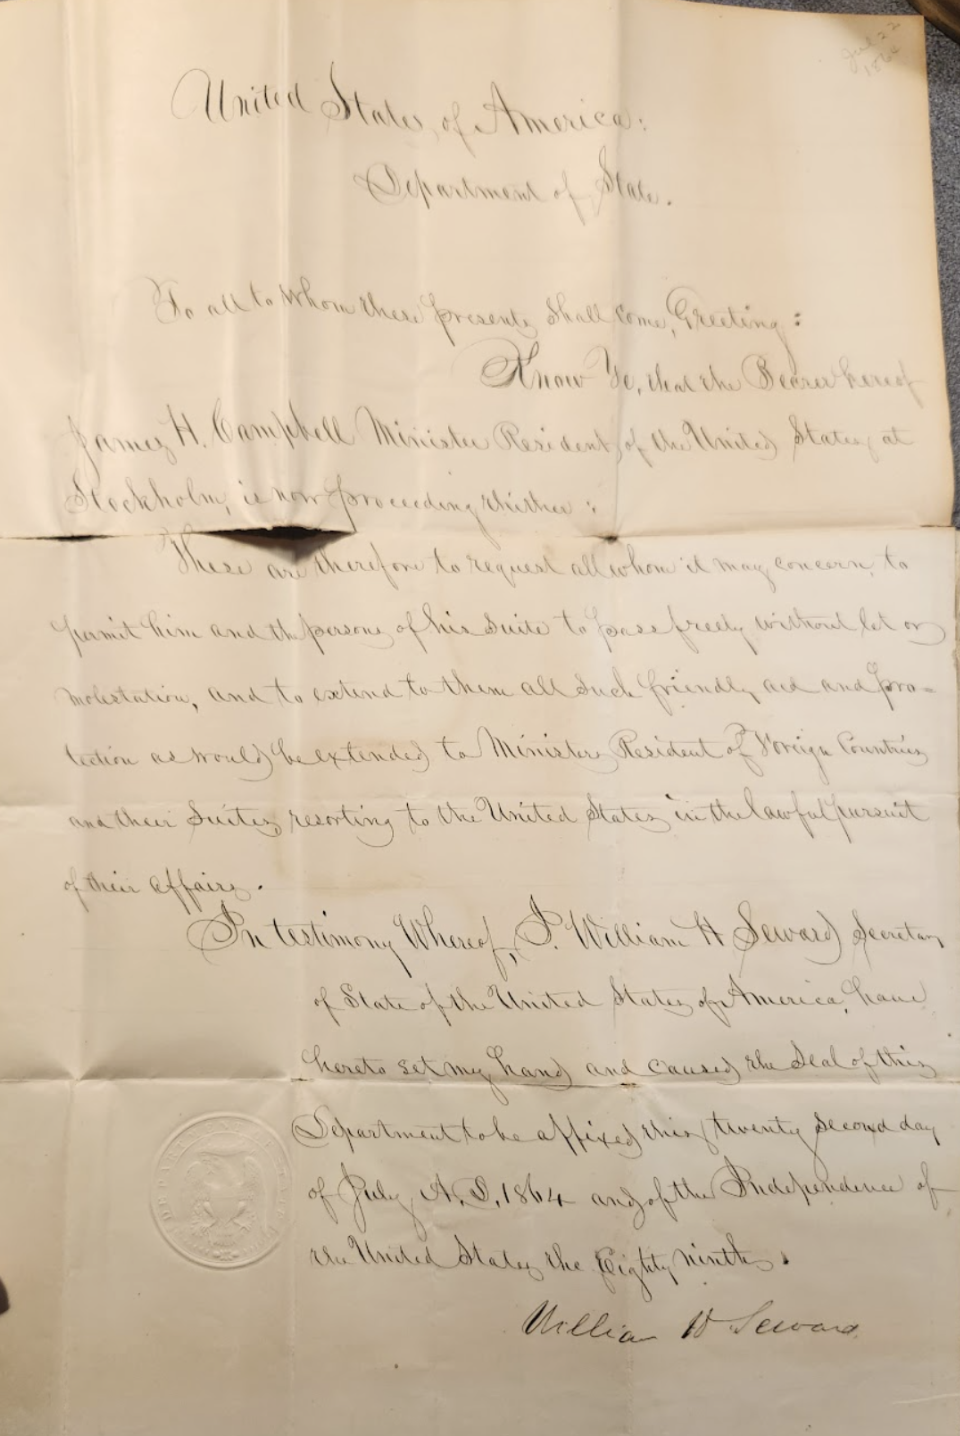 Jul 22
United States of America:
Department of State.
To all to Whom these presents shall come, Greeting:
Know Ye, that the Bearer hereof
James H. Campbell Minister Resident, of the United States, at
Stockholm, is now proceeding thither:
These are therefore to request all whom it may concern, to
permit him and the persons of his Suite to pass freely without let or
molestation, and to extend to them all such friendly aid and pro=
tection as would be extended to Ministers Resident of Foreign Countries
and their Suites resorting to the United States in the lawful pursuit
of their affairs.
In testimony Whereof, I. William H Seward Secretary
of State of the United States of America, have
hereto set my hand and caused the Seal of this
Department to be affixed this twenty second day
of July A.D. 1864 and of the Independence of
the United States the Eighty ninth.
William H Seward